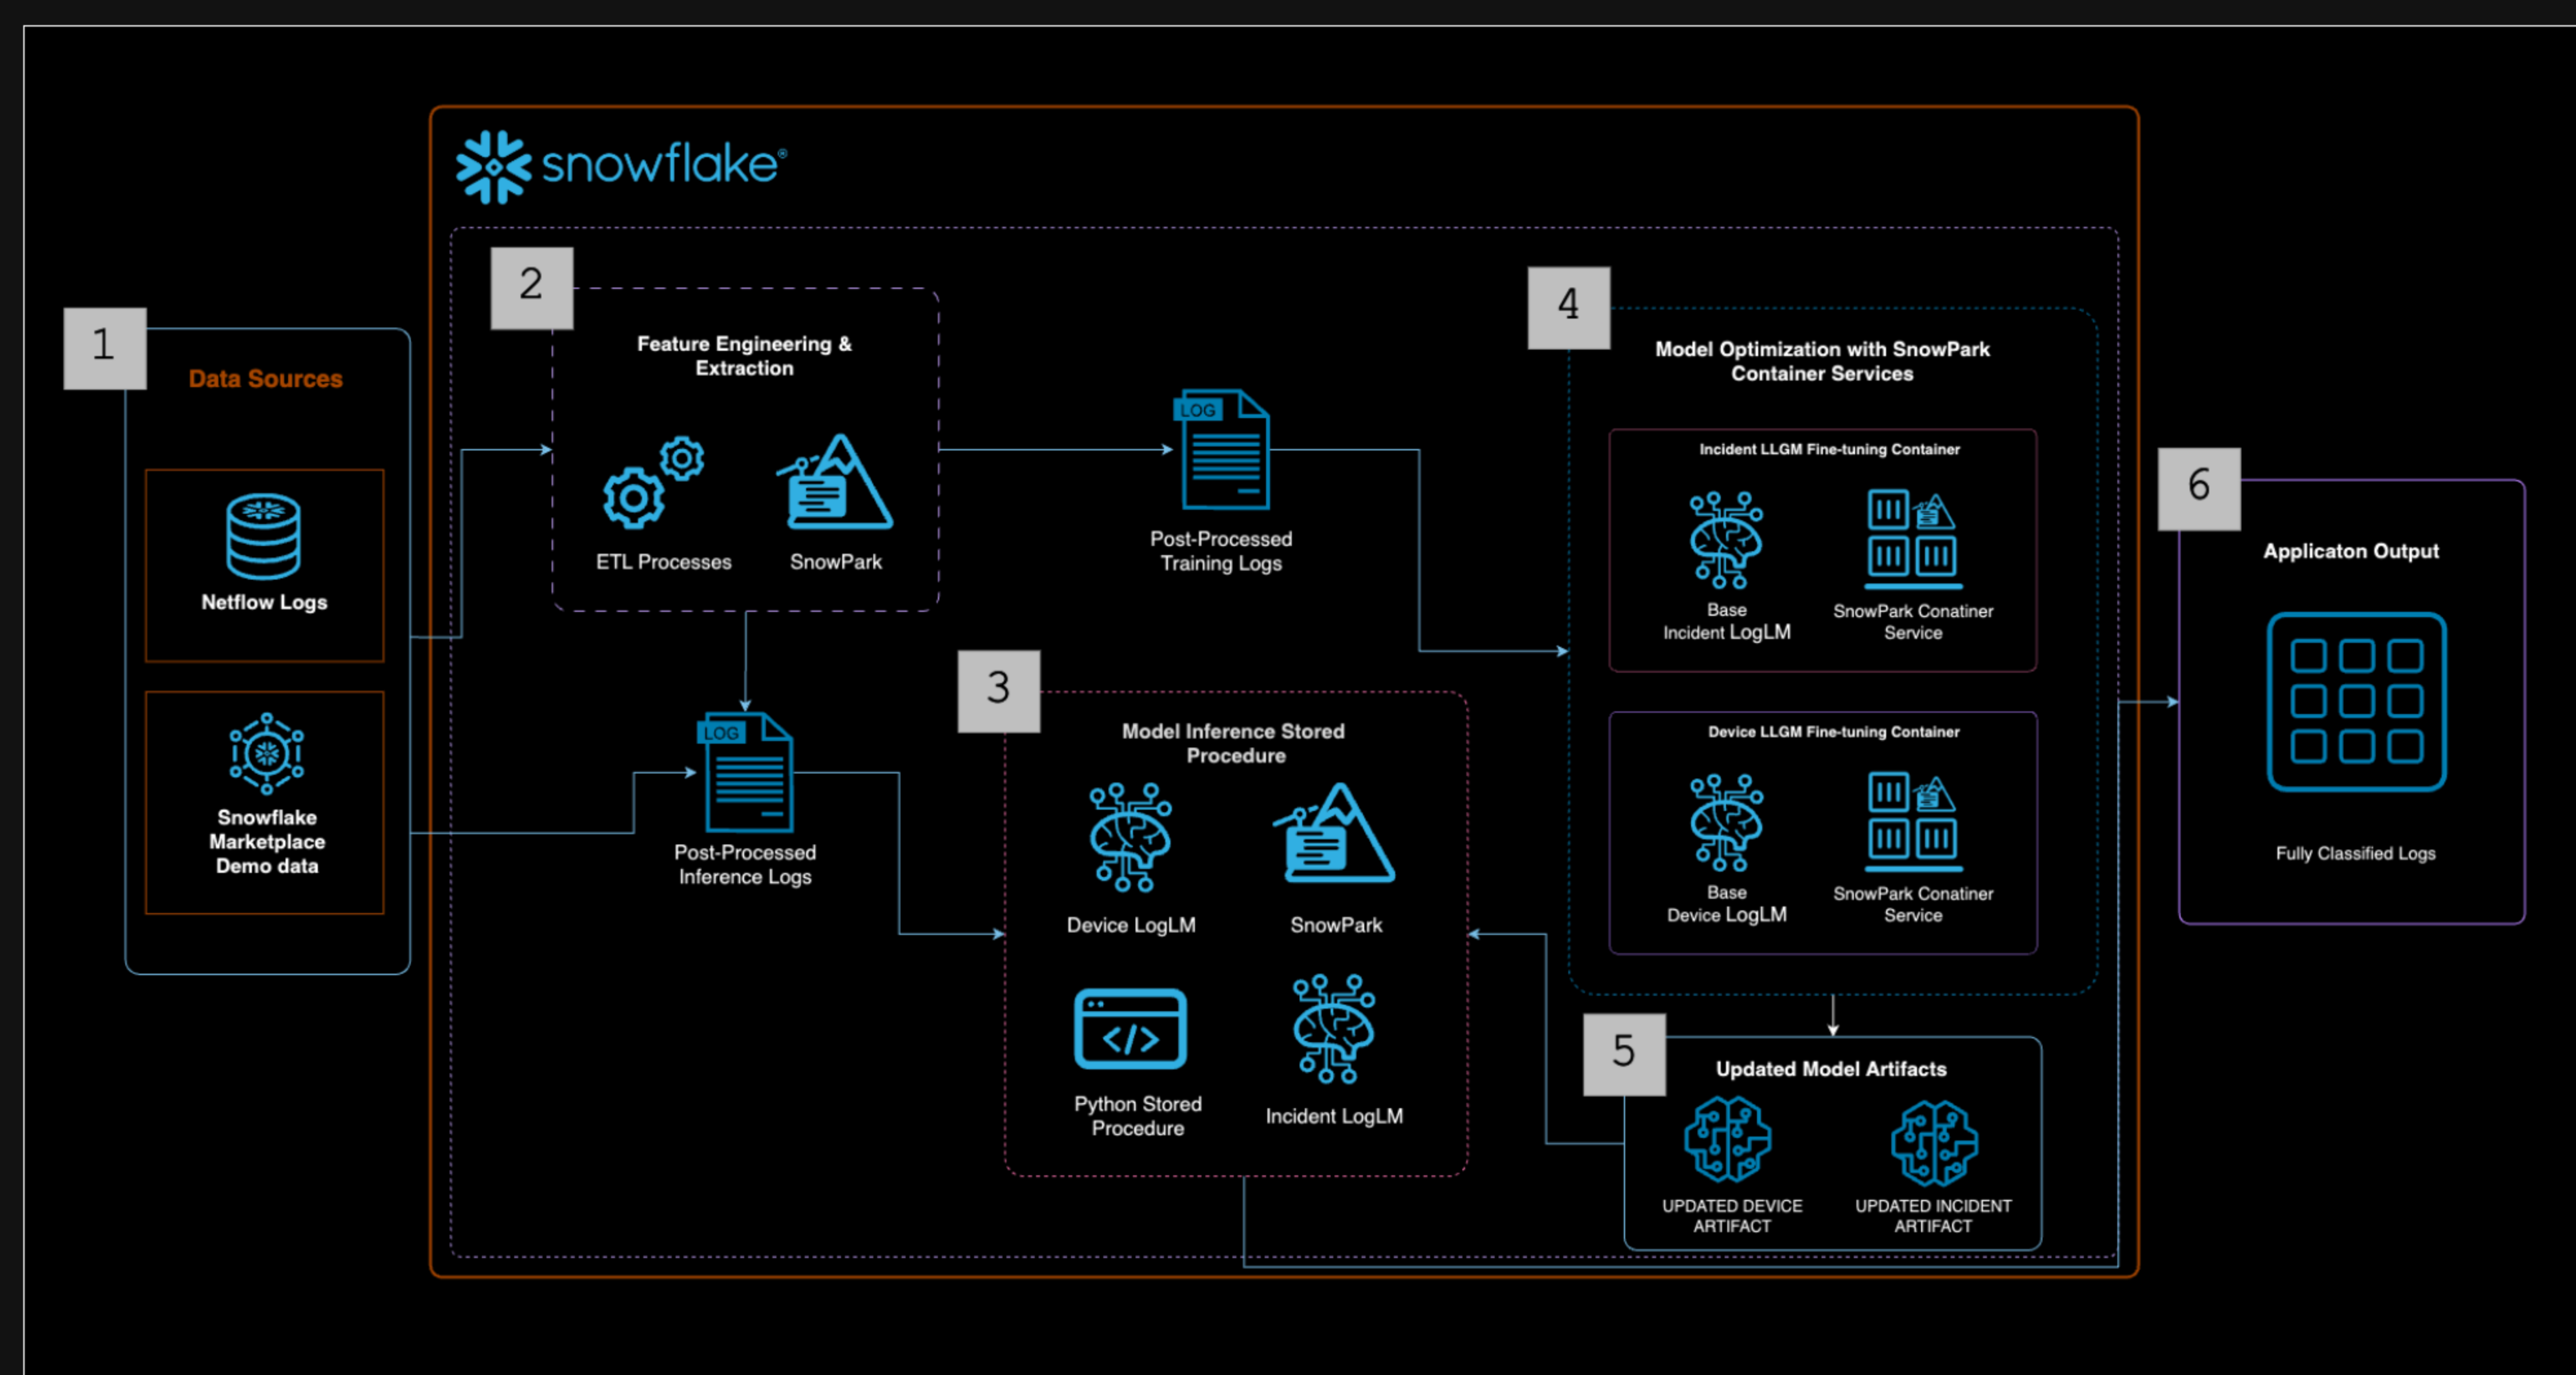 snowflake®
1
Data Sources
Netflow Logs
Snowflake
Marketplace
Demo data
2
Feature Engineering &
Extraction
ETL Processes
SnowPark
LOG
Post-Processed
Training Logs
LOG
Post-Processed
Inference Logs
3
Model Inference Stored
Procedure
Device LogLM
SnowPark
</>
Python Stored
Procedure
Incident LogLM
4
Model Optimization with SnowPark
Container Services
Incident LLGM Fine-tuning Container
Base
Incident LogLM
SnowPark Conatiner
Service
Device LLGM Fine-tuning Container
Base
Device LogLM
SnowPark Conatiner
Service
5
Updated Model Artifacts
UPDATED DEVICE
ARTIFACT
UPDATED INCIDENT
ARTIFACT
6
Applicaton Output
Fully Classified Logs